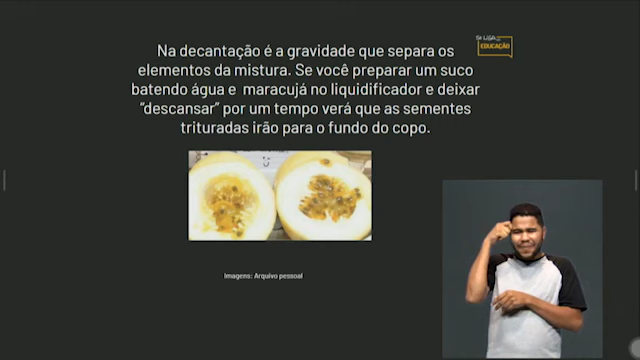 Na decantação é a gravidade que separa os
elementos da mistura. Se você preparar um suco
batendo água e maracujá no liquidificador e deixar
“descansar” por um tempo verá que as sementes
trituradas irão para o fundo do copo.
EDUCAÇÃO
Imagens: Arquivo pessoal